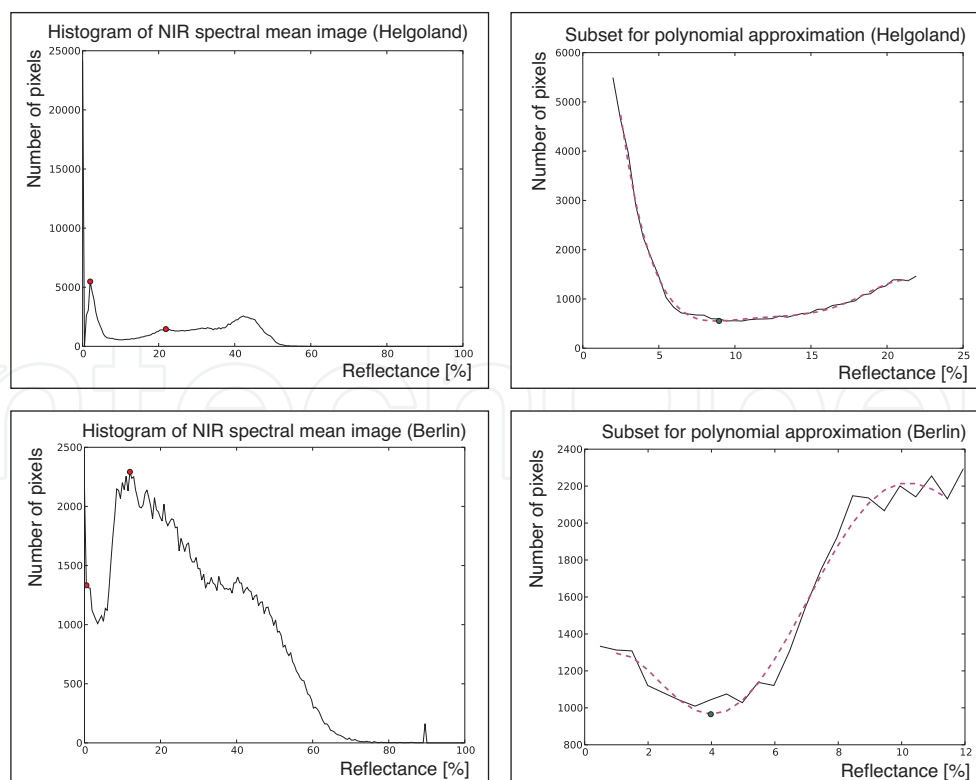 Histogram of NIR spectral mean image (Helgoland)
Number of pixels
25000
20000
15000
10000
5000
0
0 20 40 60 80 100
Reflectance [%]
Subset for polynomial approximation (Helgoland)
Number of pixels
6000
5000
4000
3000
2000
1000
0
0 5 10 15 20 25
Reflectance [%]
Histogram of NIR spectral mean image (Berlin)
Number of pixels
2500
2000
1500
1000
500
0
0 20 40 60 80 100
Reflectance [%]
Subset for polynomial approximation (Berlin)
Number of pixels
2400
2200
2000
1800
1600
1400
1200
1000
800
0 2 4 6 8 10 12
Reflectance [%]